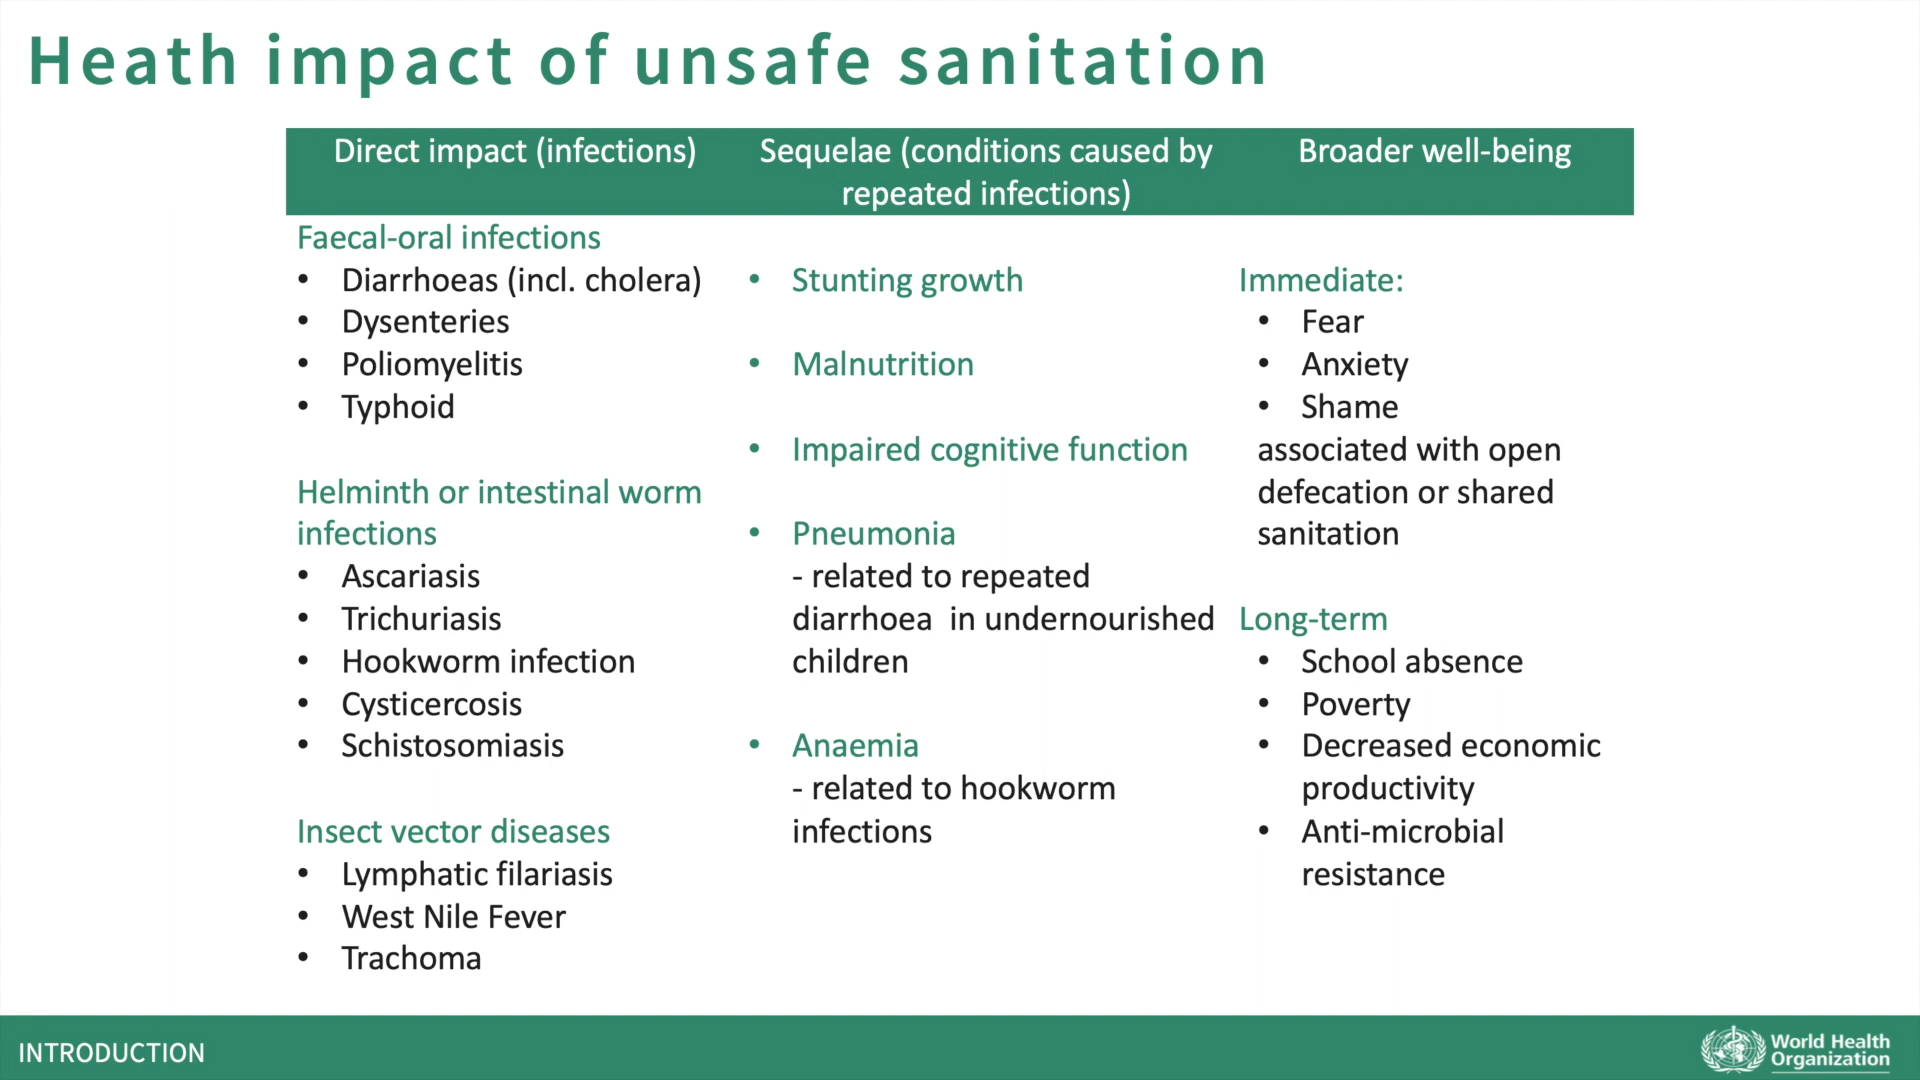 Heath impact of unsafe sanitation
Direct impact (infections)
Sequelae (conditions caused by
repeated infections)
Broader well-being
Faecal-oral infections
• Diarrhoeas (incl. cholera)
• Dysenteries
• Poliomyelitis
• Typhoid
Helminth or intestinal worm
infections
• Ascariasis
• Trichuriasis
• Hookworm infection
• Cysticercosis
• Schistosomiasis
Insect vector diseases
• Lymphatic filariasis
• West Nile Fever
• Trachoma
• Stunting growth
• Malnutrition
• Impaired cognitive function
• Pneumonia
- related to repeated
diarrhoea in undernourished
children
• Anaemia
- related to hookworm
infections
Immediate:
• Fear
• Anxiety
• Shame
associated with open
defecation or shared
sanitation
Long-term
• School absence
• Poverty
• Decreased economic
productivity
• Anti-microbial
resistance
INTRODUCTION
World Health
Organization